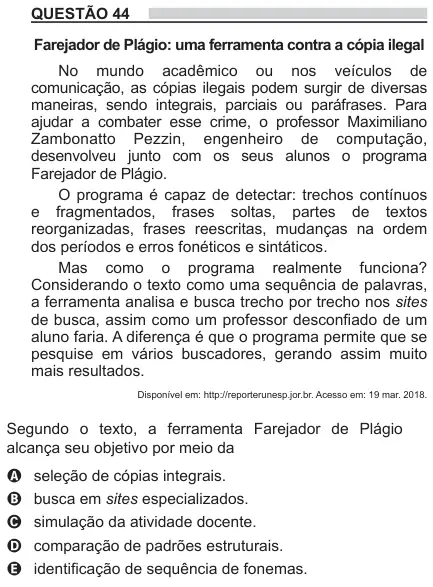 QUESTÃO 44
Farejador de Plágio: uma ferramenta contra a cópia ilegal
No mundo acadêmico ou nos veículos de
comunicação, as cópias ilegais podem surgir de diversas
maneiras, sendo integrais, parciais ou paráfrases. Para
ajudar a combater esse crime, o professor Maximiliano
Zambonatto Pezzin, engenheiro de computação,
desenvolveu junto com os seus alunos o programa
Farejador de Plágio.
O programa é capaz de detectar: trechos contínuos
e fragmentados, frases soltas, partes de textos
reorganizadas, frases reescritas, mudanças na ordem
dos períodos e erros fonéticos e sintáticos.
Mas como o programa realmente funciona?
Considerando o texto como uma sequência de palavras,
a ferramenta analisa e busca trecho por trecho nos sites
de busca, assim como um professor desconfiado de um
aluno faria. A diferença é que o programa permite que se
pesquise em vários buscadores, gerando assim muito
mais resultados.
Disponível em: http://reporterunesp.jor.br. Acesso em: 19 mar. 2018.
Segundo o texto, a ferramenta Farejador de Plágio
alcança seu objetivo por meio da
A seleção de cópias integrais.
B busca em sites especializados.
C simulação da atividade docente.
D comparação de padrões estruturais.
E identificação de sequência de fonemas.